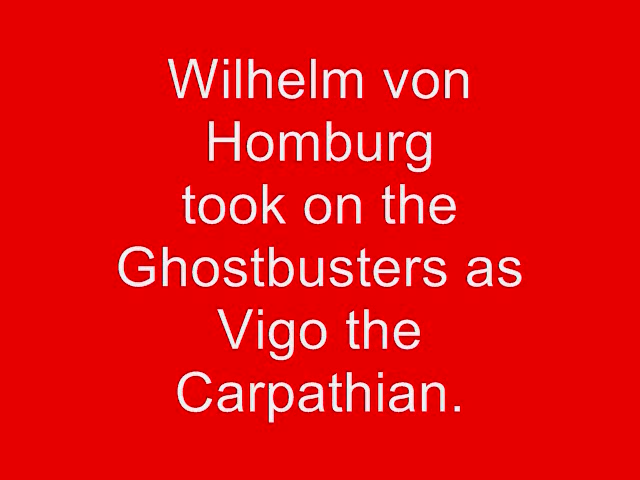 Wilhelm von
Homburg
took on the
Ghostbusters as
Vigo the
Carpathian.